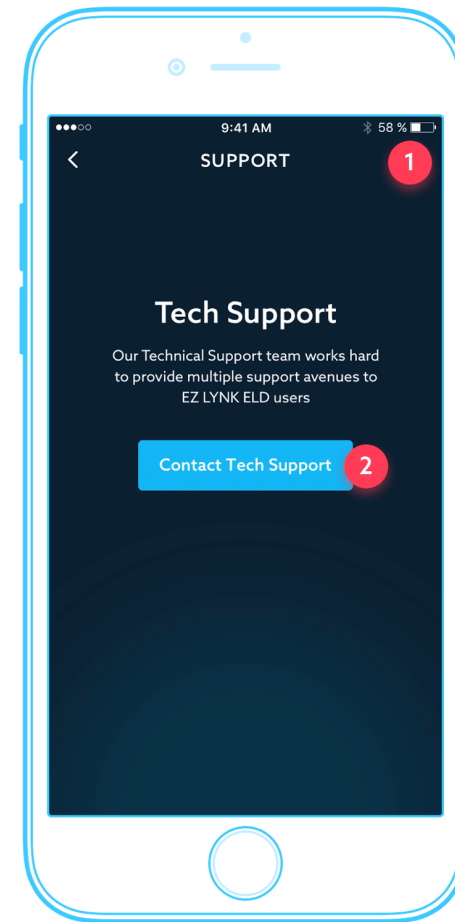 9:41 AM
58 %
SUPPORT
1
Tech Support
Our Technical Support team works hard
to provide multiple support avenues to
EZ LYNK ELD users
Contact Tech Support
2